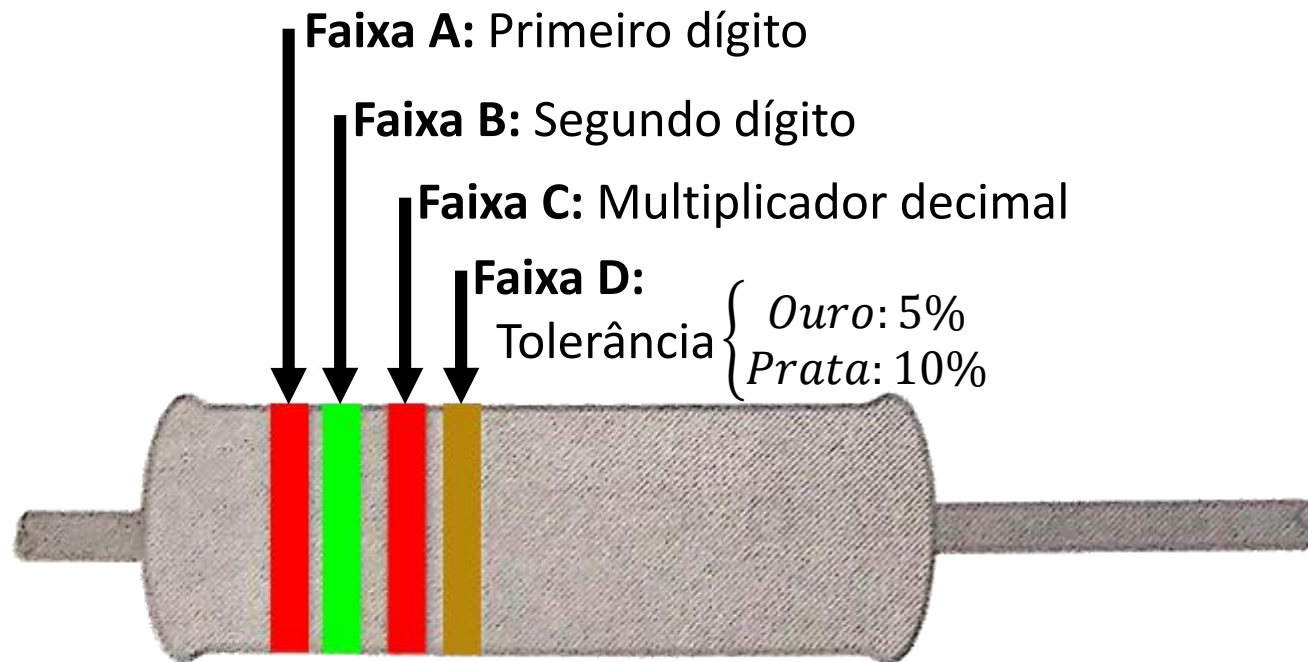 Faixa A: Primeiro dígito
Faixa B: Segundo dígito
Faixa C: Multiplicador decimal
Faixa D:
Tolerância { Ouro: 5%
Prata: 10%